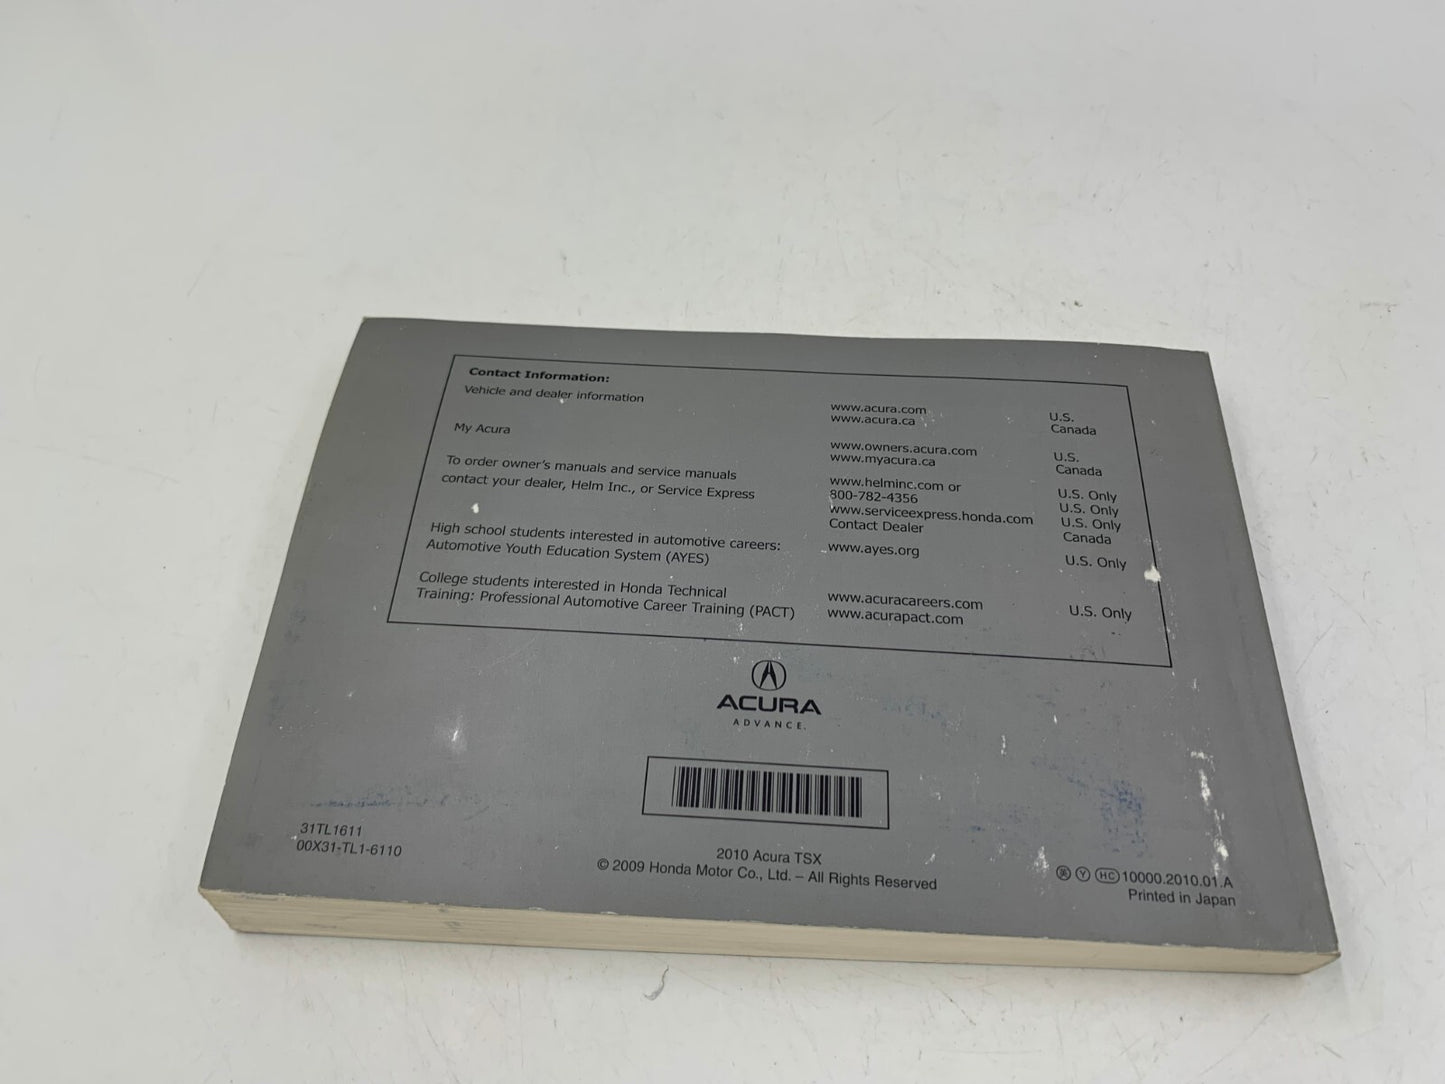 Contact Information:
Vehicle and dealer information
www.acura.com U.S.
www.acura.ca Canada
My Acura
www.owners.acura.com U.S.
www.myacura.ca Canada
To order owner's manuals and service manuals
contact your dealer, Helm Inc., or Service Express
www.helminc.com or U.S. Only
800-782-4356 U.S. Only
www.serviceexpress.honda.com U.S. Only
Contact Dealer Canada
High school students interested in automotive careers:
Automotive Youth Education System (AYES)
www.ayes.org U.S. Only
College students interested in Honda Technical
Training: Professional Automotive Career Training (PACT)
www.acuracareers.com
www.acurapact.com U.S. Only
ACURA
ADVANCE.
31TL1611
00X31-TL1-6110
2010 Acura TSX
© 2009 Honda Motor Co., Ltd. – All Rights Reserved
Ⓨ HC 10000.2010.01.A
Printed in Japan